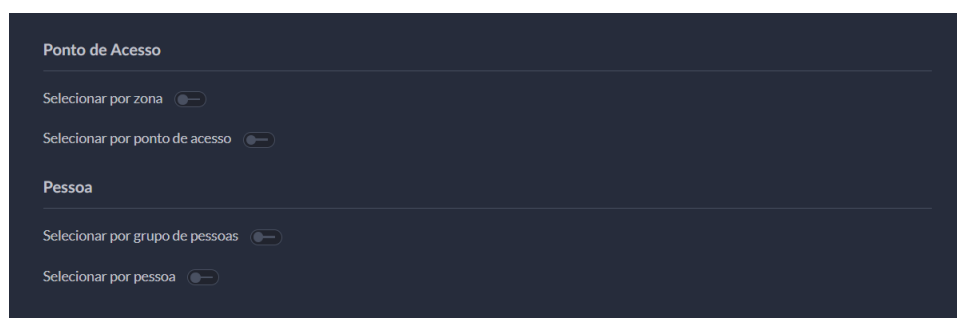 Ponto de Acesso
Selecionar por zona
Selecionar por ponto de acesso
Pessoa
Selecionar por grupo de pessoas
Selecionar por pessoa